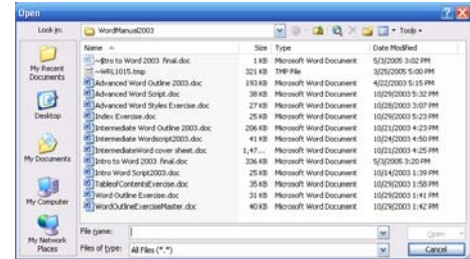 Open
Look in: WordManual2003 Tools
Name Size Type Date Modified
~$tro to Word 2003 final.doc 1 KB Microsoft Word Document 5/3/2005 3:02 PM
~WRL1015.tmp 321 KB TMP File 3/25/2005 5:00 PM
Advanced Word Outline 2003.doc 193 KB Microsoft Word Document 4/22/2003 5:15 PM
Advanced Word Script.doc 38 KB Microsoft Word Document 10/29/2003 5:32 PM
Advanced Word Styles Exercise.doc 27 KB Microsoft Word Document 10/28/2003 3:07 PM
Index Exercise.doc 25 KB Microsoft Word Document 10/29/2003 5:23 PM
Intermediate Word Outline 2003.doc 206 KB Microsoft Word Document 10/21/2003 4:23 PM
Intermediate Wordscript2003.doc 41 KB Microsoft Word Document 10/24/2003 4:50 PM
IntermediateWord cover sheet.doc 1,47... Microsoft Word Document 10/21/2003 4:25 PM
Intro to Word 2003 final.doc 336 KB Microsoft Word Document 5/3/2005 3:20 PM
Intro Word Script2003.doc 25 KB Microsoft Word Document 10/14/2003 1:39 PM
TableofContentsExercise.doc 35 KB Microsoft Word Document 10/29/2003 1:58 PM
Word Outline Exercise.doc 31 KB Microsoft Word Document 10/29/2003 1:41 PM
WordOutlineExerciseMaster.doc 40 KB Microsoft Word Document 10/29/2003 1:42 PM
My Recent
Documents
Desktop
My Documents
My Computer
My Network
Places
File name: Open
Files of type: All Files (*.*) Cancel